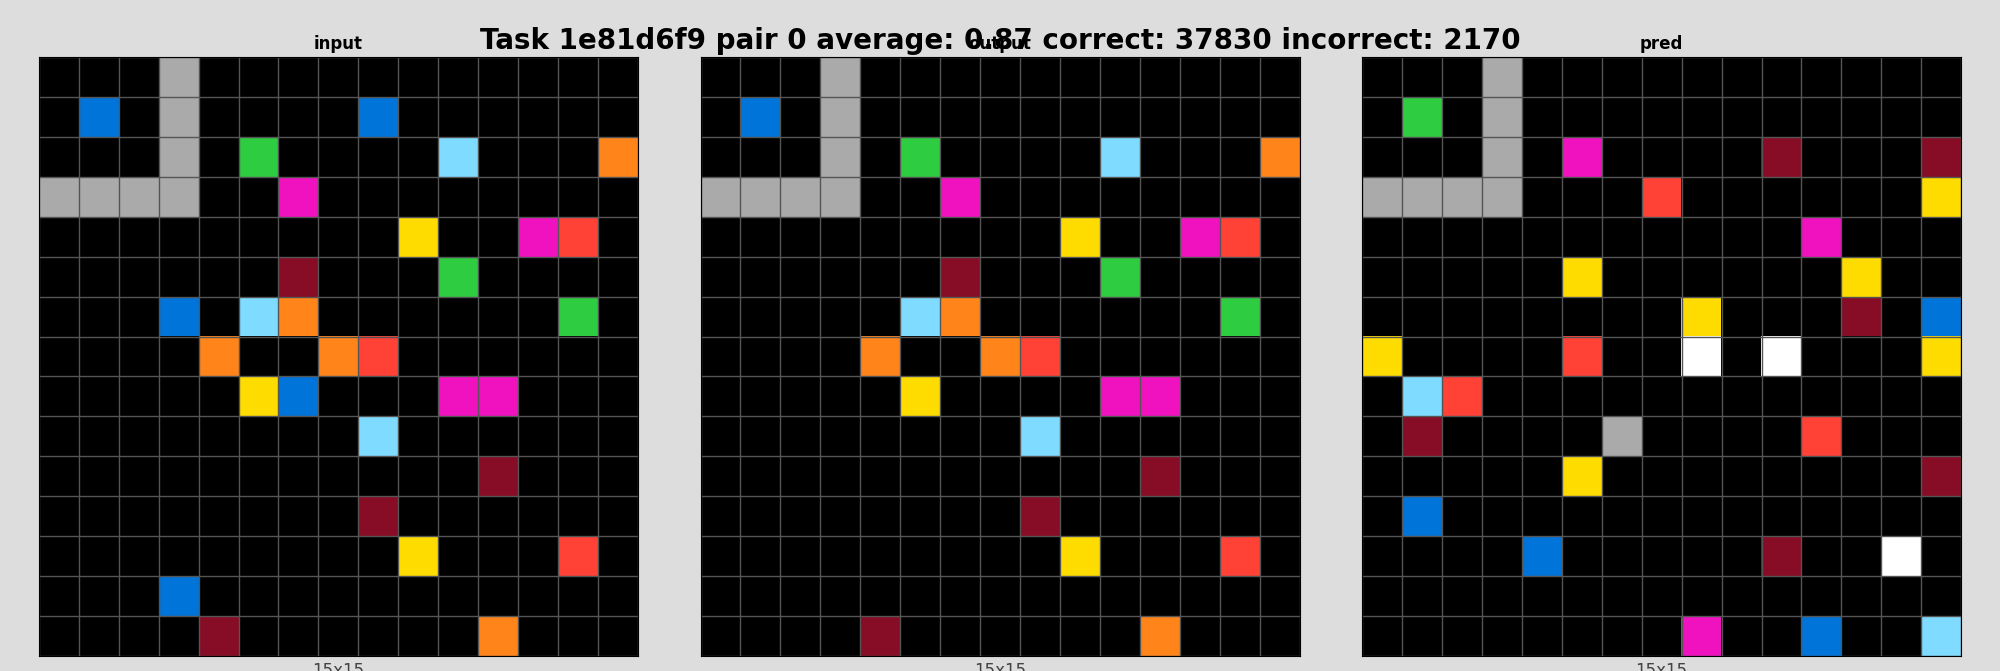 Task 1e81d6f9 pair 0 average: 0.87 correct: 37830 incorrect: 2170
input output pred
15x15 15x15 15x15